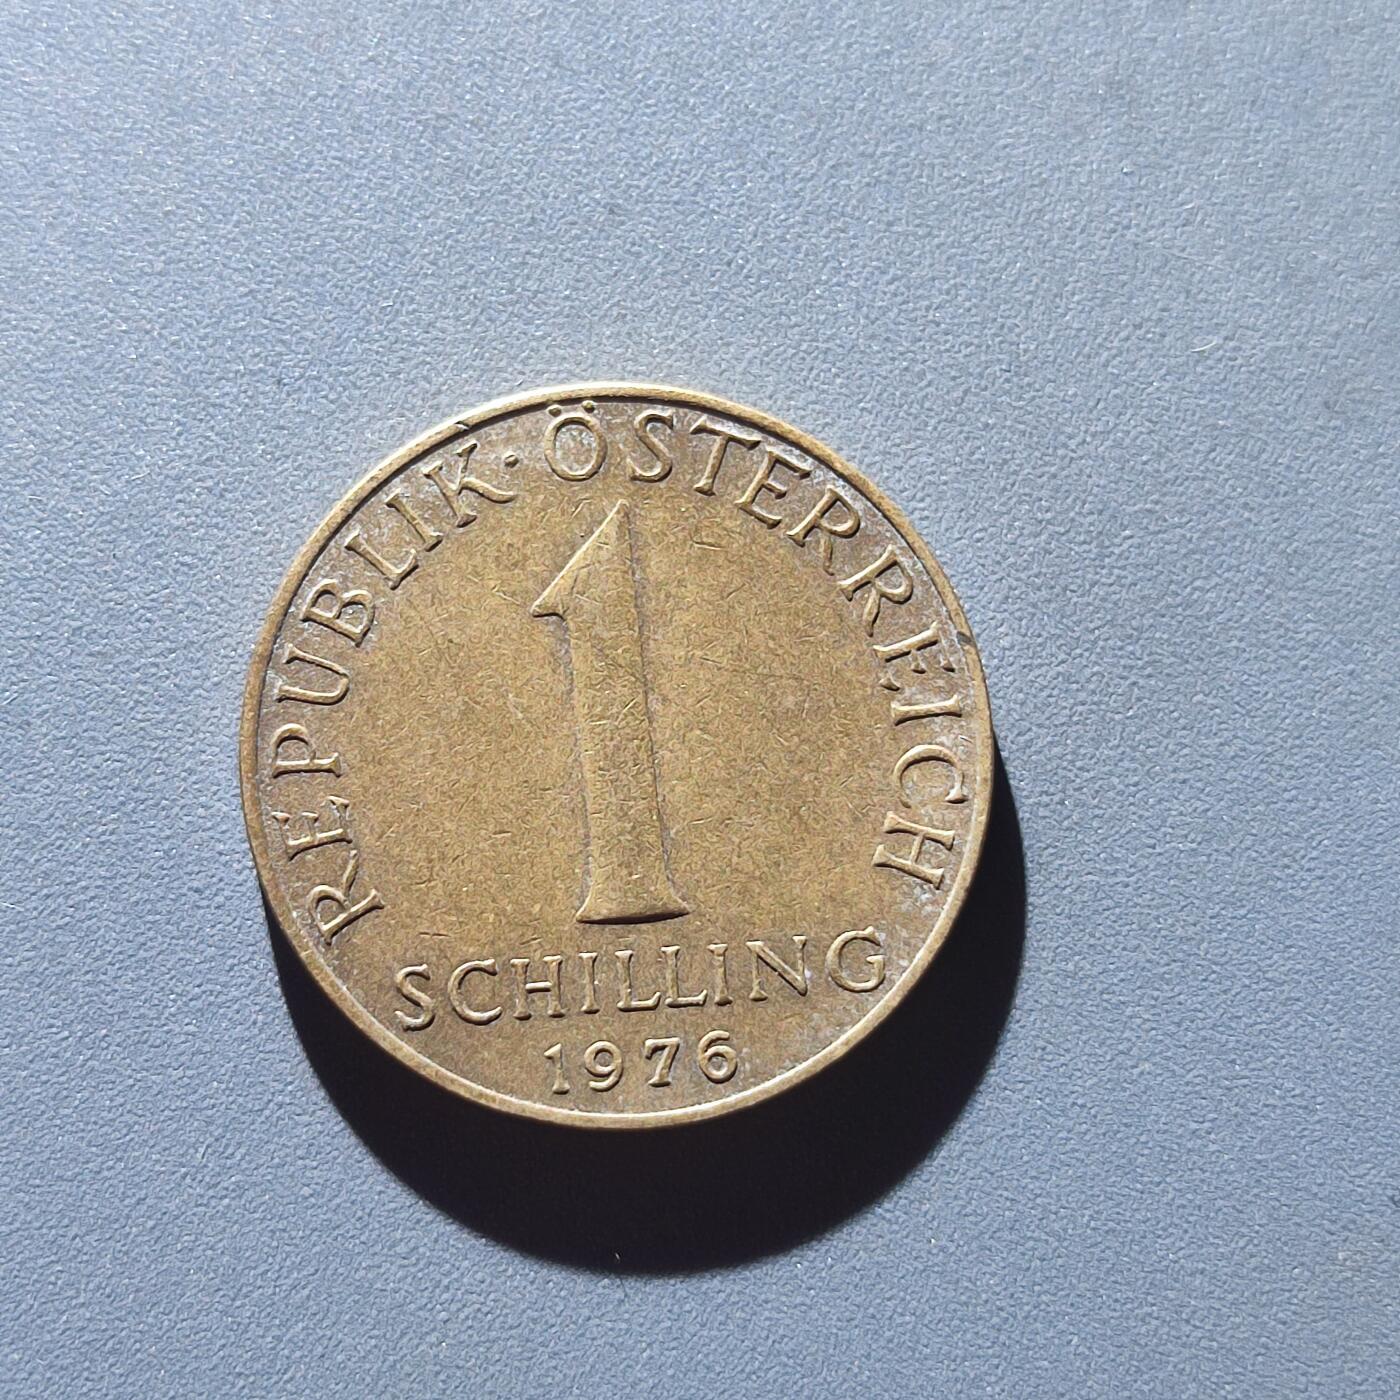 REPUBLIK · ÖSTERREICH
1
SCHILLING
1976